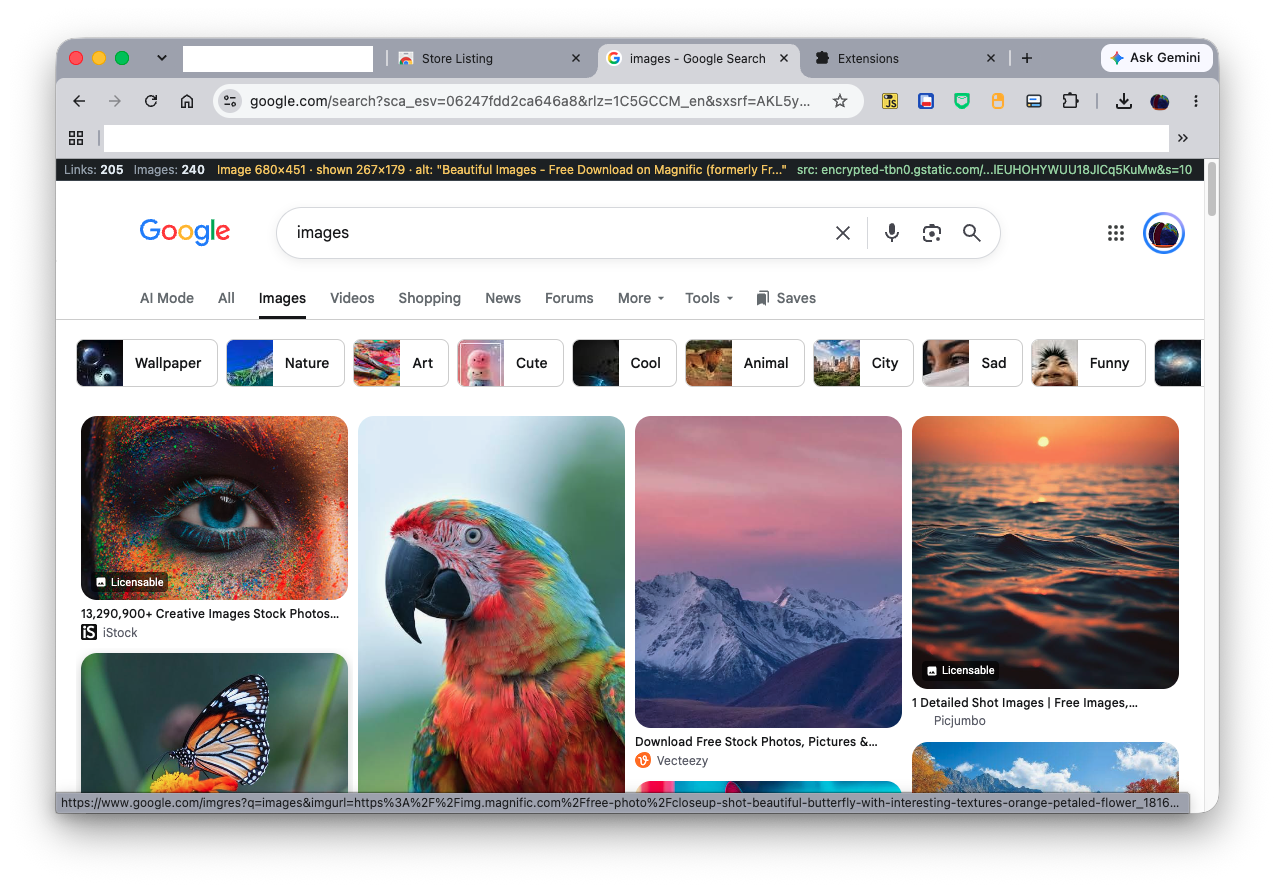 Store Listing
images - Google Search
Extensions
Ask Gemini
google.com/search?sca_esv=06247fdd2ca646a8&rlz=1C5GCCM_en&sxsrf=AKL5y...
JS
Links: 205 Images: 240 Image 680×451 · shown 267×179 · alt: "Beautiful Images - Free Download on Magnific (formerly Fr..." src: encrypted-tbn0.gstatic.com/...lEUHOHYWUU18JlCq5KuMw&s=10
Google
images
AI Mode All Images Videos Shopping News Forums More Tools Saves
Wallpaper Nature Art Cute Cool Animal City Sad Funny
Licensable
13,290,900+ Creative Images Stock Photos...
iS iStock
Download Free Stock Photos, Pictures &...
Vecteezy
Licensable
1 Detailed Shot Images | Free Images,...
Picjumbo
https://www.google.com/imgres?q=images&imgurl=https%3A%2F%2Fimg.magnific.com%2Ffree-photo%2Fcloseup-shot-beautiful-butterfly-with-interesting-textures-orange-petaled-flower_1816...